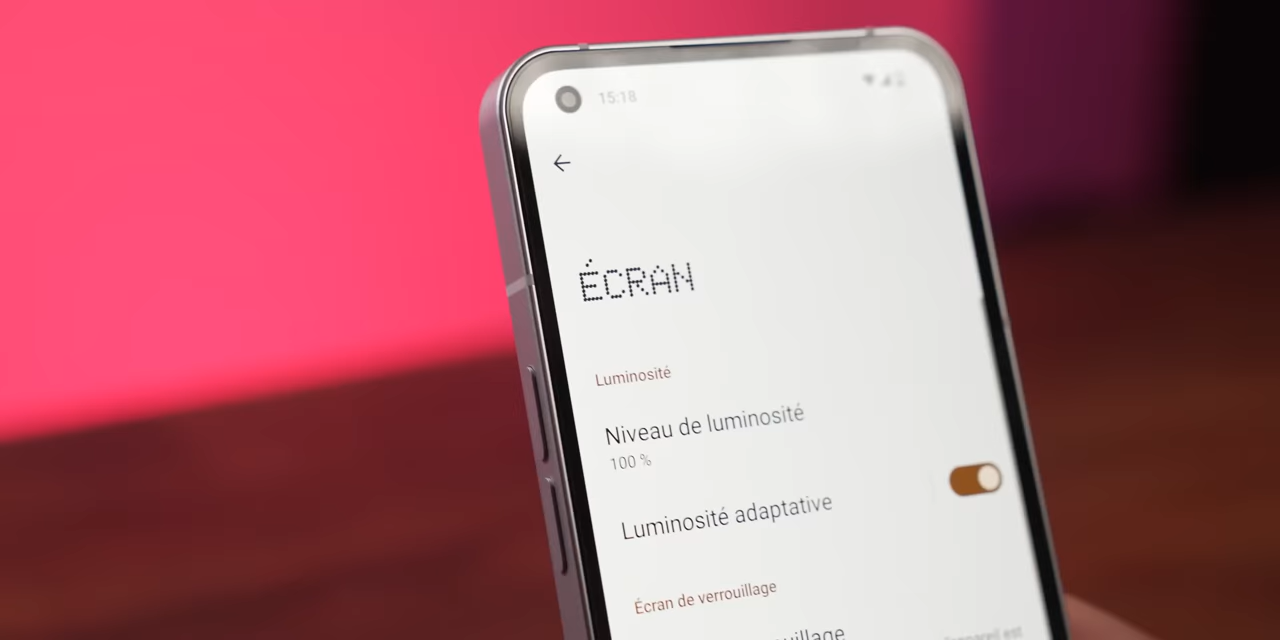 15:18
ÉCRAN
Luminosité
Niveau de luminosité
100 %
Luminosité adaptative
Écran de verrouillage